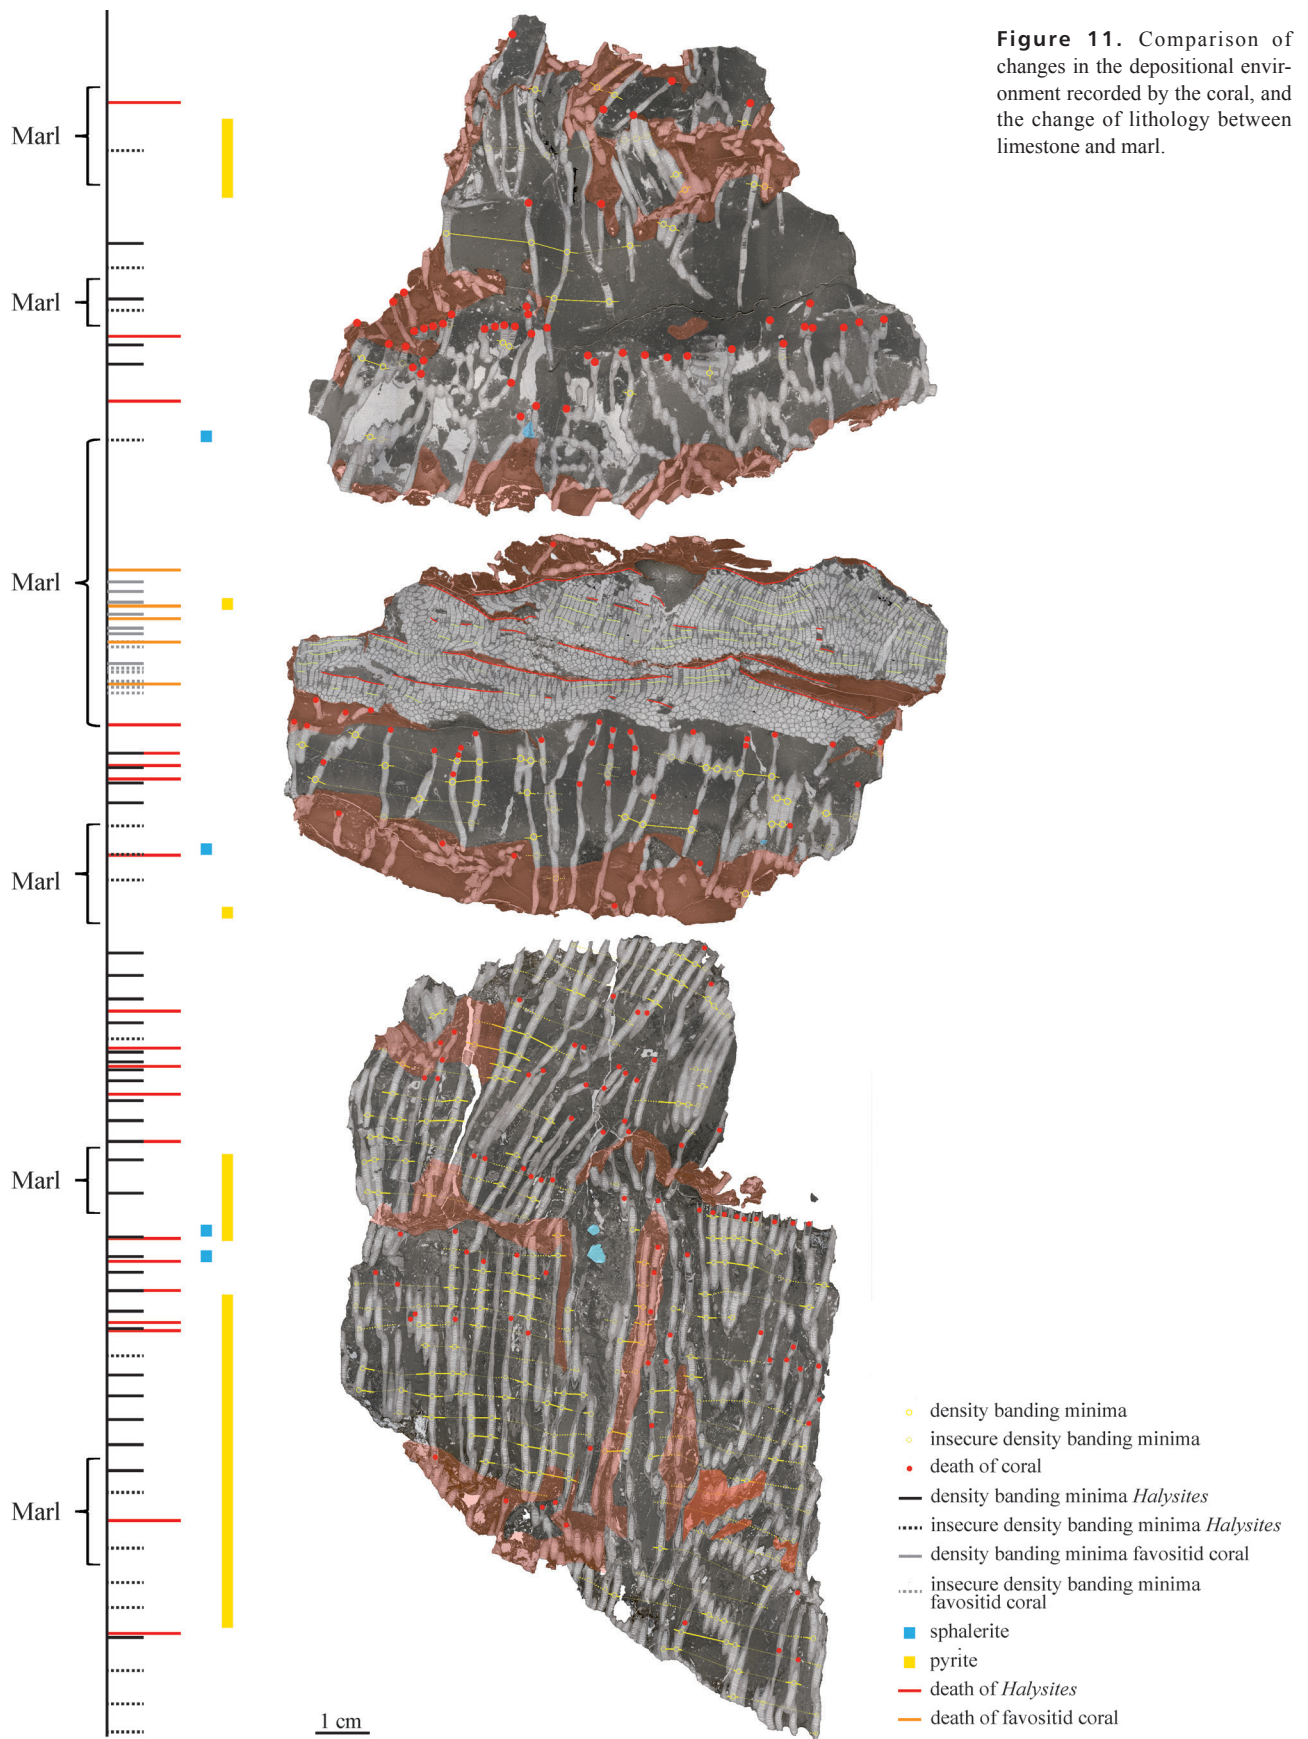 Figure 11. Comparison of
changes in the depositional envir-
onment recorded by the coral, and
the change of lithology between
limestone and marl.
Marl
Marl
Marl
Marl
Marl
Marl
density banding minima
insecure density banding minima
death of coral
density banding minima Halysites
insecure density banding minima Halysites
density banding minima favositid coral
insecure density banding minima
favositid coral
sphalerite
pyrite
death of Halysites
death of favositid coral
1 cm